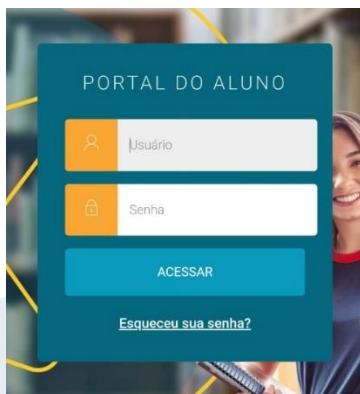 PORTAL DO ALUNO
Usuário
Senha
ACESSAR
Esqueceu sua senha?